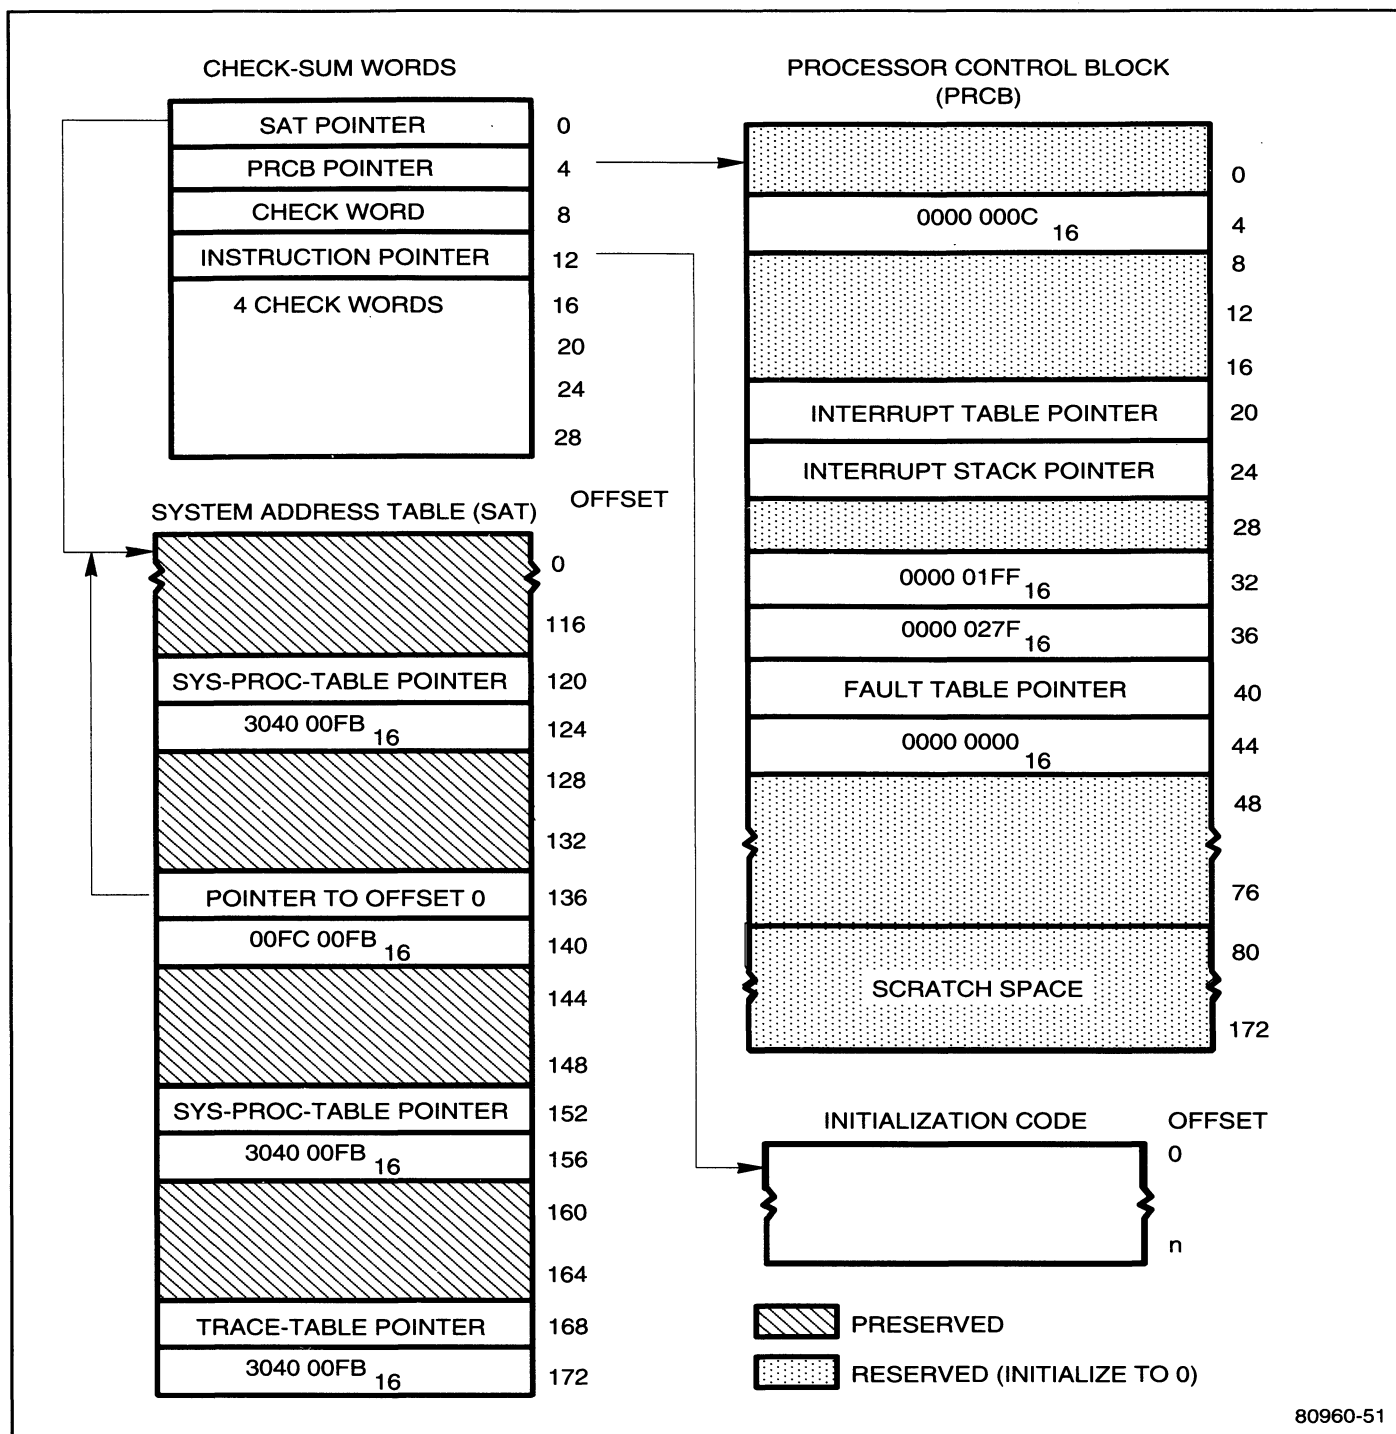 CHECK-SUM WORDS
SAT POINTER 0
PRCB POINTER 4
CHECK WORD 8
INSTRUCTION POINTER 12
4 CHECK WORDS 16
20
24
28
OFFSET
SYSTEM ADDRESS TABLE (SAT)
0
116
SYS-PROC-TABLE POINTER 120
3040 00FB 16 124
128
132
POINTER TO OFFSET 0 136
00FC 00FB 16 140
144
148
SYS-PROC-TABLE POINTER 152
3040 00FB 16 156
160
164
TRACE-TABLE POINTER 168
3040 00FB 16 172
PROCESSOR CONTROL BLOCK
(PRCB)
0
0000 000C 16 4
8
12
16
INTERRUPT TABLE POINTER 20
INTERRUPT STACK POINTER 24
28
0000 01FF 16 32
0000 027F 16 36
FAULT TABLE POINTER 40
0000 0000 16 44
48
76
80
SCRATCH SPACE
172
INITIALIZATION CODE OFFSET
0
n
PRESERVED
RESERVED (INITIALIZE TO 0)
80960-51